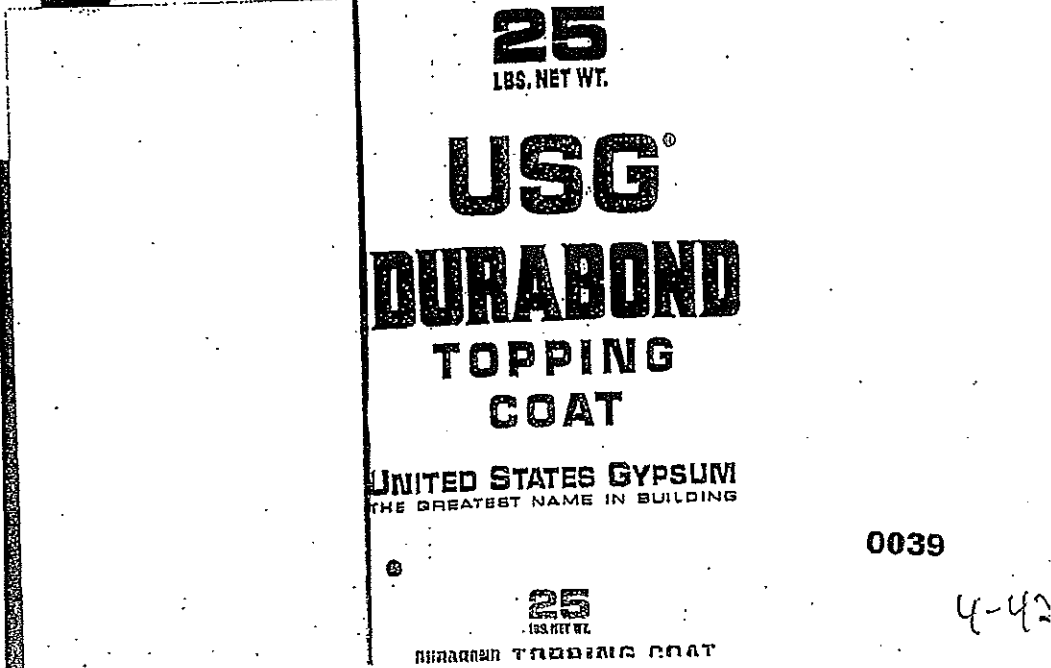 25
LBS. NET WT.
USG®
DURABOND
TOPPING
COAT
UNITED STATES GYPSUM
THE GREATEST NAME IN BUILDING
0039
25
LBS. NET WT.
4-42
DURABOND TOPPING COAT